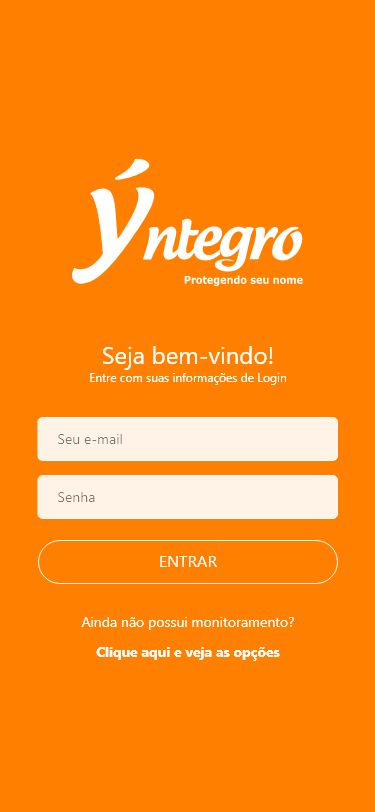 Ýntegro
Protegendo seu nome
Seja bem-vindo!
Entre com suas informações de Login
Seu e-mail
Senha
ENTRAR
Ainda não possui monitoramento?
Clique aqui e veja as opções